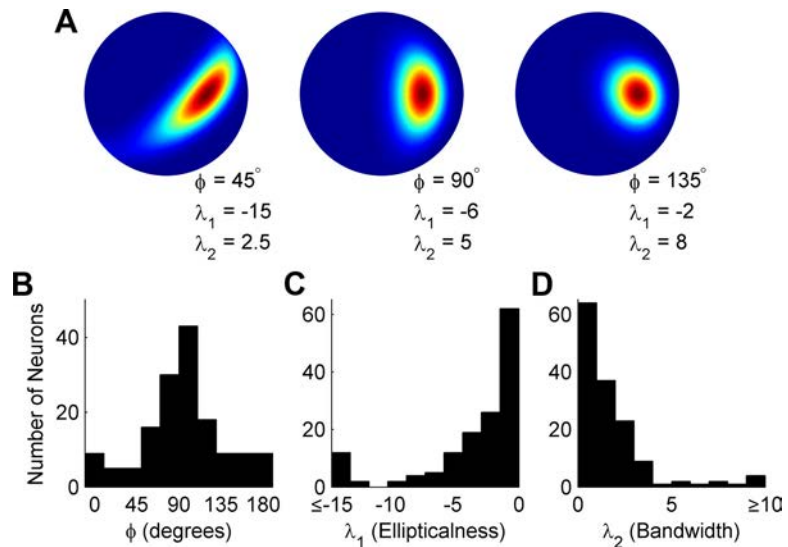 A
ϕ = 45°
λ1 = -15
λ2 = 2.5
ϕ = 90°
λ1 = -6
λ2 = 5
ϕ = 135°
λ1 = -2
λ2 = 8
B
Number of Neurons
40
20
0
0 45 90 135 180
ϕ (degrees)
C
60
40
20
0
≤-15 -10 -5 0
λ1 (Ellipticalness)
D
60
40
20
0
0 5 ≥10
λ2 (Bandwidth)